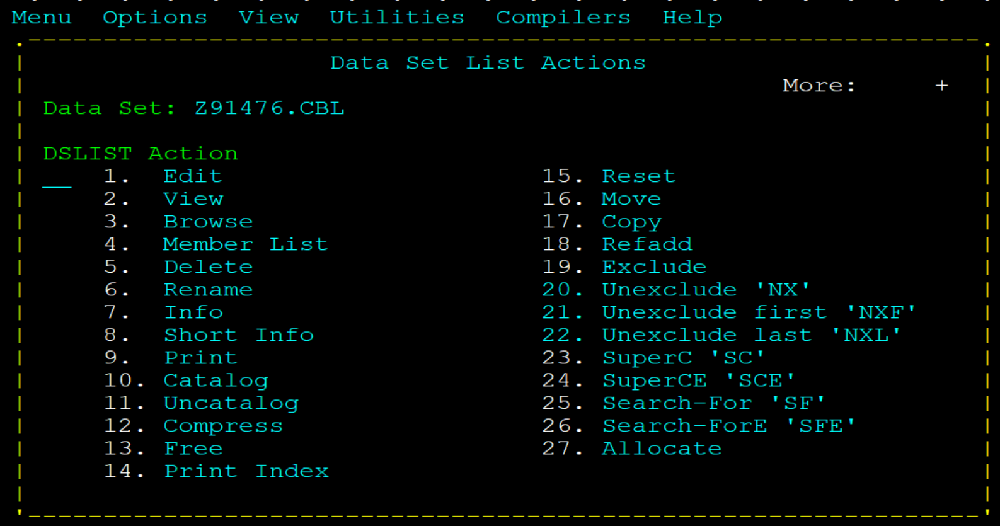 Menu Options View Utilities Compilers Help
Data Set List Actions
More: +
Data Set: Z91476.CBL
DSLIST Action
__ 1. Edit 15. Reset
2. View 16. Move
3. Browse 17. Copy
4. Member List 18. Refadd
5. Delete 19. Exclude
6. Rename 20. Unexclude 'NX'
7. Info 21. Unexclude first 'NXF'
8. Short Info 22. Unexclude last 'NXL'
9. Print 23. SuperC 'SC'
10. Catalog 24. SuperCE 'SCE'
11. Uncatalog 25. Search-For 'SF'
12. Compress 26. Search-ForE 'SFE'
13. Free 27. Allocate
14. Print Index